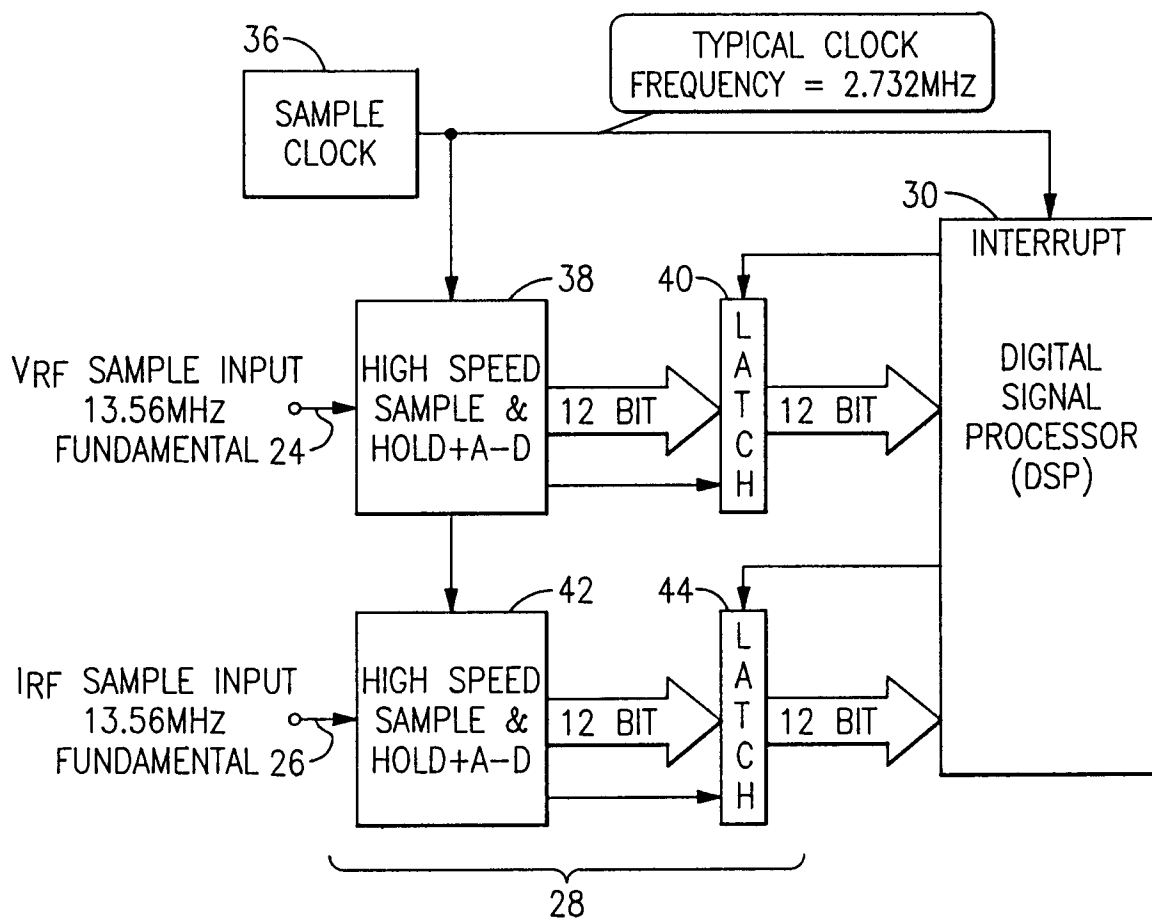 36
SAMPLE
CLOCK
TYPICAL CLOCK
FREQUENCY = 2.732MHz
30
INTERRUPT
DIGITAL
SIGNAL
PROCESSOR
(DSP)
38
40
VRF SAMPLE INPUT
13.56MHz
FUNDAMENTAL 24
HIGH SPEED
SAMPLE &
HOLD+A-D
12 BIT
LATCH
12 BIT
42
44
IRF SAMPLE INPUT
13.56MHz
FUNDAMENTAL 26
HIGH SPEED
SAMPLE &
HOLD+A-D
12 BIT
LATCH
12 BIT
28